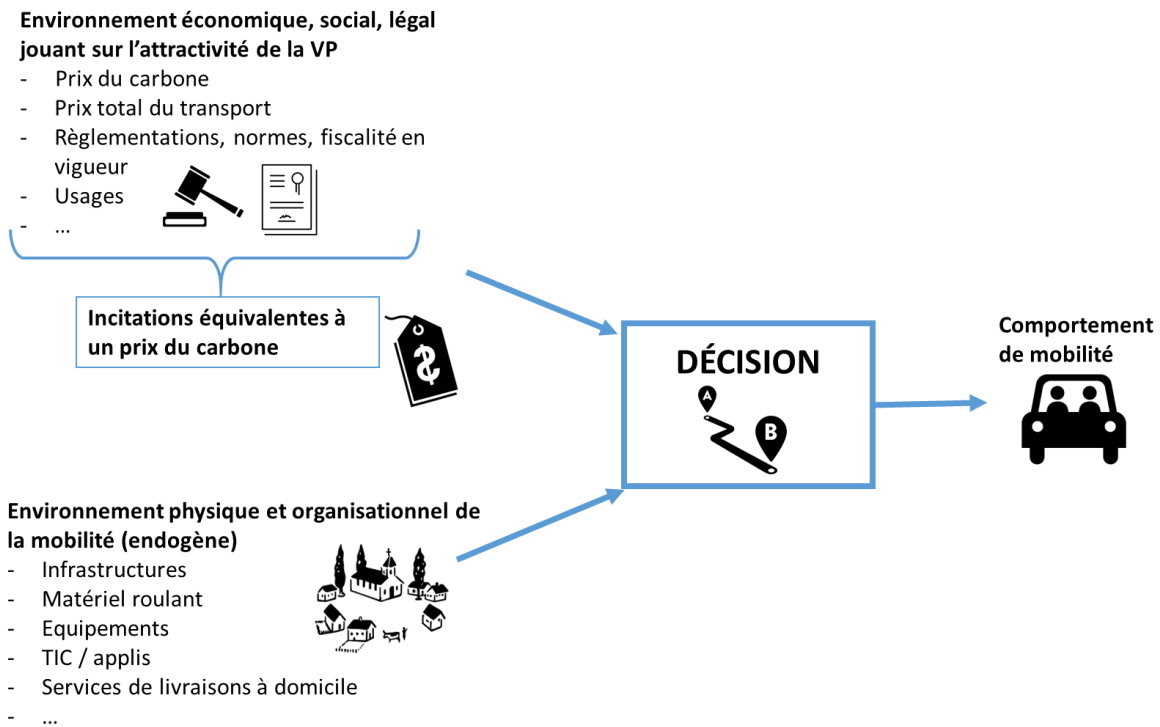 Environnement économique, social, légal
jouant sur l’attractivité de la VP
- Prix du carbone
- Prix total du transport
- Règlementations, normes, fiscalité en
vigueur
- Usages
- …
Incitations équivalentes à
un prix du carbone
$
DÉCISION
A
B
Comportement
de mobilité
Environnement physique et organisationnel de
la mobilité (endogène)
- Infrastructures
- Matériel roulant
- Equipements
- TIC / applis
- Services de livraisons à domicile
- …